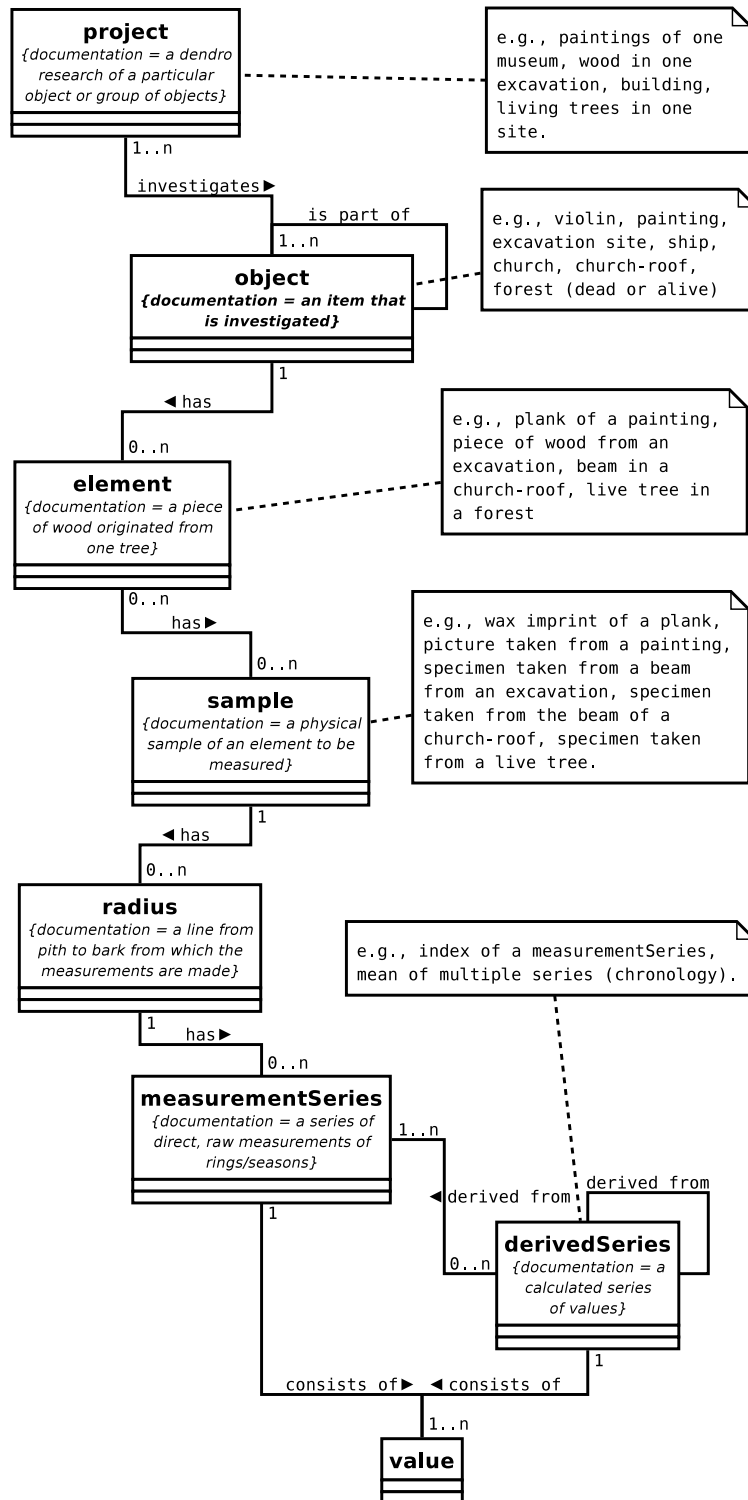 project
{documentation = a dendro
research of a particular
object or group of objects}
e.g., paintings of one
museum, wood in one
excavation, building,
living trees in one
site.
1..n
investigates►
is part of
1..n
object
{documentation = an item that
is investigated}
e.g., violin, painting,
excavation site, ship,
church, church-roof,
forest (dead or alive)
1
◄ has
0..n
element
{documentation = a piece
of wood originated from
one tree}
e.g., plank of a painting,
piece of wood from an
excavation, beam in a
church-roof, live tree in
a forest
0..n
has►
0..n
sample
{documentation = a physical
sample of an element to be
measured}
e.g., wax imprint of a plank,
picture taken from a painting,
specimen taken from a beam
from an excavation, specimen
taken from the beam of a
church-roof, specimen taken
from a live tree.
1
◄ has
0..n
radius
{documentation = a line from
pith to bark from which the
measurements are made}
e.g., index of a measurementSeries,
mean of multiple series (chronology).
1
has►
0..n
measurementSeries
{documentation = a series of
direct, raw measurements of
rings/seasons}
1..n
◄ derived from
derived from
1
0..n
derivedSeries
{documentation = a
calculated series
of values}
1
consists of►
◄ consists of
1..n
value